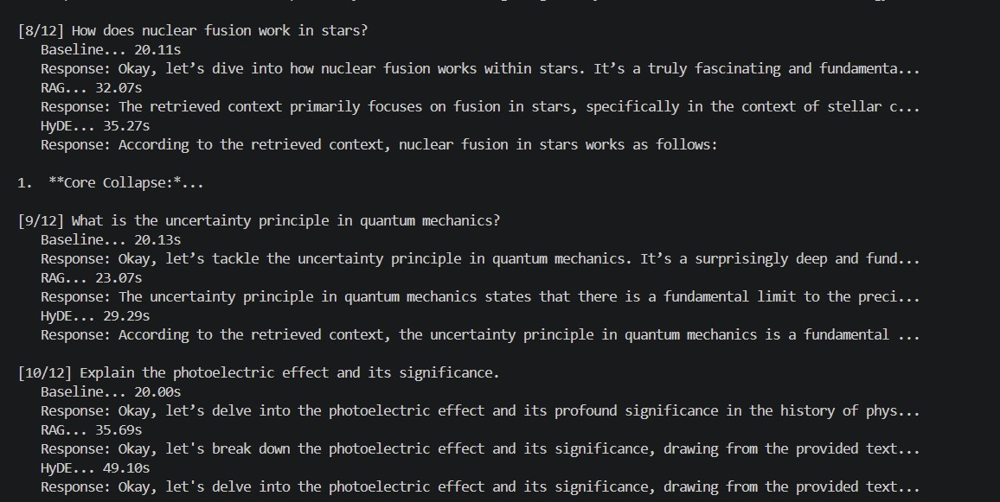 [8/12] How does nuclear fusion work in stars?
Baseline... 20.11s
Response: Okay, let’s dive into how nuclear fusion works within stars. It’s a truly fascinating and fundamenta...
RAG... 32.07s
Response: The retrieved context primarily focuses on fusion in stars, specifically in the context of stellar c...
HyDE... 35.27s
Response: According to the retrieved context, nuclear fusion in stars works as follows:
1.  **Core Collapse:*...
[9/12] What is the uncertainty principle in quantum mechanics?
Baseline... 20.13s
Response: Okay, let’s tackle the uncertainty principle in quantum mechanics. It’s a surprisingly deep and fund...
RAG... 23.07s
Response: The uncertainty principle in quantum mechanics states that there is a fundamental limit to the preci...
HyDE... 29.29s
Response: According to the retrieved context, the uncertainty principle in quantum mechanics is a fundamental ...
[10/12] Explain the photoelectric effect and its significance.
Baseline... 20.00s
Response: Okay, let’s delve into the photoelectric effect and its profound significance in the history of phys...
RAG... 35.69s
Response: Okay, let's break down the photoelectric effect and its significance, drawing from the provided text...
HyDE... 49.10s
Response: Okay, let's delve into the photoelectric effect and its significance, drawing from the provided text...